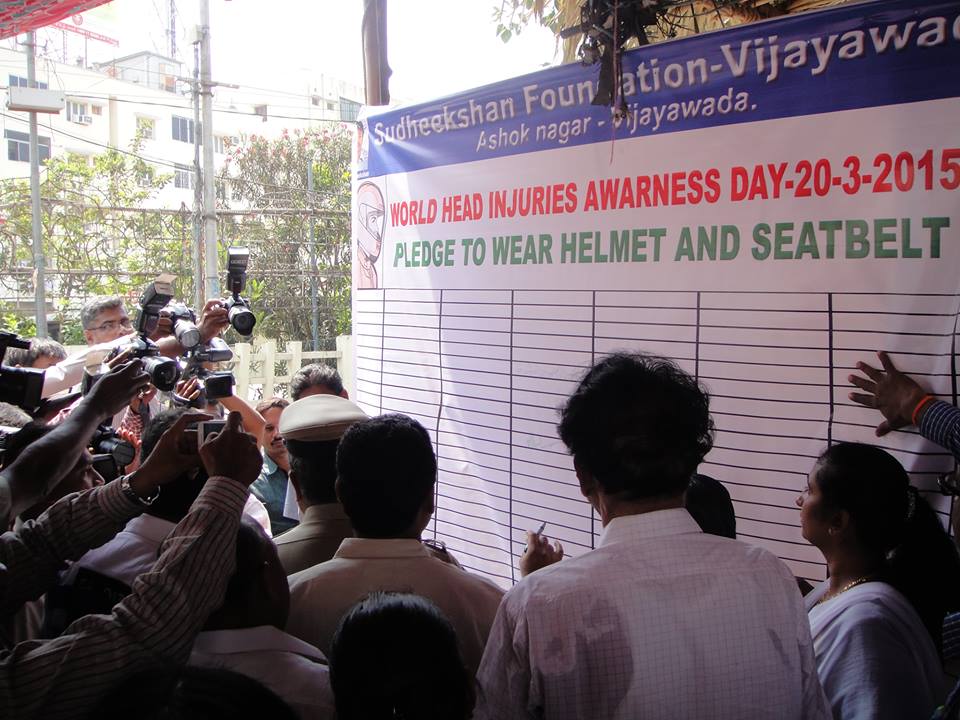 Sudheekshan Foundation-Vijayawad
Ashok nagar - Vijayawada.
WORLD HEAD INJURIES AWARNESS DAY-20-3-2015
PLEDGE TO WEAR HELMET AND SEATBELT